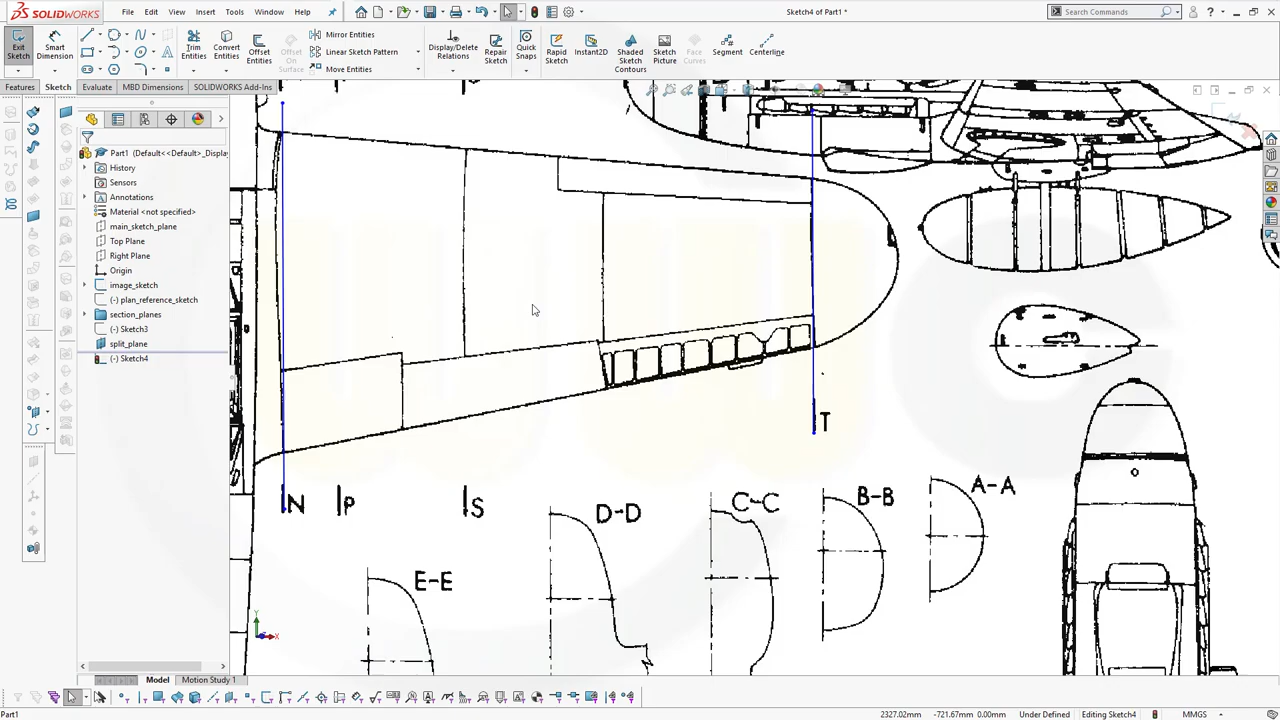 SOLIDWORKS
File
Edit
View
Insert
Tools
Window
Sketch4 of Part1 *
Search Commands
Exit Sketch
Smart Dimension
Trim Entities
Convert Entities
Offset Entities
Offset On Surface
Mirror Entities
Linear Sketch Pattern
Move Entities
Display/Delete Relations
Repair Sketch
Quick Snaps
Rapid Sketch
Instant2D
Shaded Sketch Contours
Sketch Picture
Face Curves
Segment
Centerline
Features
Sketch
Evaluate
MBD Dimensions
SOLIDWORKS Add-Ins
Part1 (Default<<Default>_Display
History
Sensors
Annotations
Material <not specified>
main_sketch_plane
Top Plane
Right Plane
Origin
image_sketch
(-) plan_reference_sketch
section_planes
(-) Sketch3
split_plane
(-) Sketch4
T
N
P
S
D-D
C-C
B-B
A-A
E-E
Y
X
Model
Motion Study 1
Part1
2327.02mm
-721.67mm
0.00mm
Under Defined
Editing Sketch4
MMGS